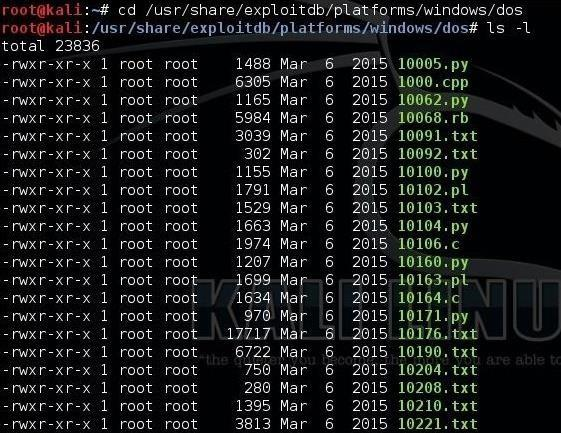 root@kali:~# cd /usr/share/exploitdb/platforms/windows/dos
root@kali:/usr/share/exploitdb/platforms/windows/dos# ls -l
total 23836
-rwxr-xr-x 1 root root 1488 Mar 6 2015 10005.py
-rwxr-xr-x 1 root root 6305 Mar 6 2015 1000.cpp
-rwxr-xr-x 1 root root 1165 Mar 6 2015 10062.py
-rwxr-xr-x 1 root root 5984 Mar 6 2015 10068.rb
-rwxr-xr-x 1 root root 3039 Mar 6 2015 10091.txt
-rwxr-xr-x 1 root root 302 Mar 6 2015 10092.txt
-rwxr-xr-x 1 root root 1155 Mar 6 2015 10100.py
-rwxr-xr-x 1 root root 1791 Mar 6 2015 10102.pl
-rwxr-xr-x 1 root root 1529 Mar 6 2015 10103.txt
-rwxr-xr-x 1 root root 1663 Mar 6 2015 10104.py
-rwxr-xr-x 1 root root 1974 Mar 6 2015 10106.c
-rwxr-xr-x 1 root root 1207 Mar 6 2015 10160.py
-rwxr-xr-x 1 root root 1699 Mar 6 2015 10163.pl
-rwxr-xr-x 1 root root 1634 Mar 6 2015 10164.c
-rwxr-xr-x 1 root root 970 Mar 6 2015 10171.py
-rwxr-xr-x 1 root root 17717 Mar 6 2015 10176.txt
-rwxr-xr-x 1 root root 6722 Mar 6 2015 10190.txt
-rwxr-xr-x 1 root root 750 Mar 6 2015 10204.txt
-rwxr-xr-x 1 root root 280 Mar 6 2015 10208.txt
-rwxr-xr-x 1 root root 1395 Mar 6 2015 10210.txt
-rwxr-xr-x 1 root root 3813 Mar 6 2015 10221.txt
KALI LINU
"the quieter you become the more you are able to